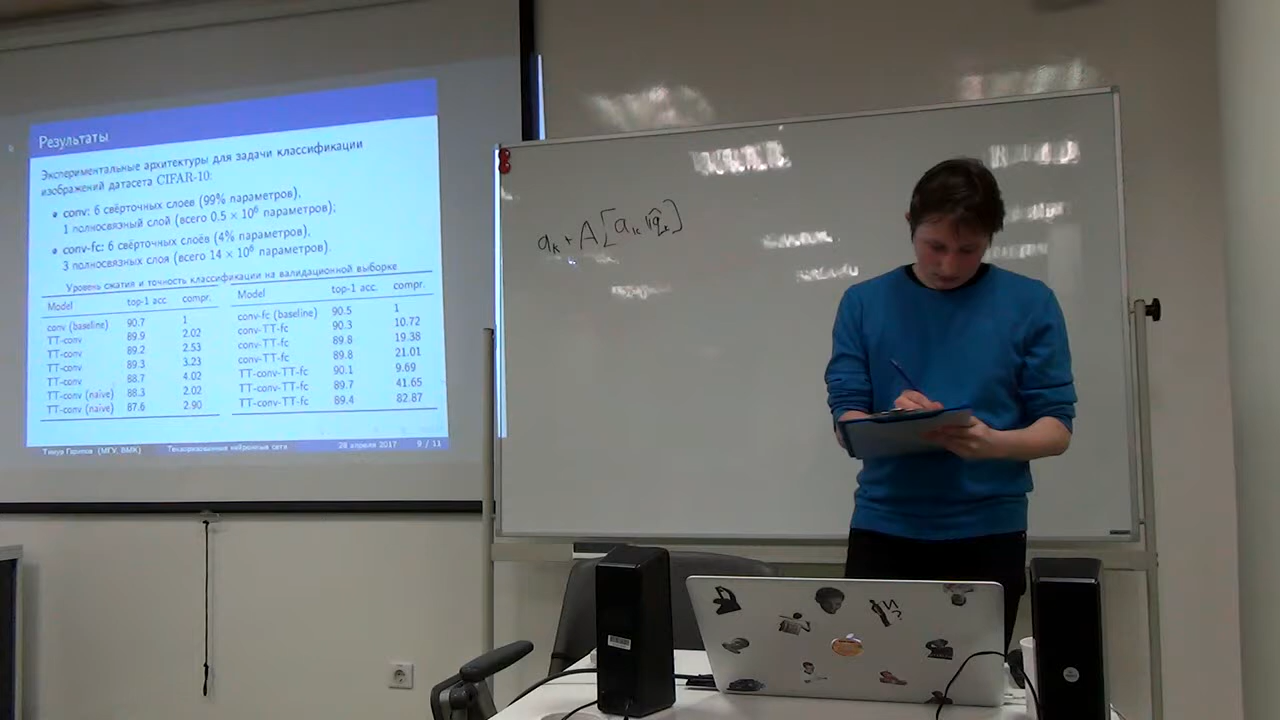 Результаты
Экспериментальные архитектуры для задачи классификации
изображений датасета CIFAR-10:
• conv: 6 свёрточных слоев (99% параметров),
1 полносвязный слой (всего 0.5 × 10⁶ параметров);
• conv-fc: 6 свёрточных слоёв (4% параметров),
3 полносвязных слоя (всего 14 × 10⁶ параметров).
Уровень сжатия и точность классификации на валидационной выборке
Model top-1 acc. compr.
conv (baseline) 90.7 1
TT-conv 89.9 2.02
TT-conv 89.2 2.53
TT-conv 89.3 3.23
TT-conv 88.7 4.02
TT-conv (naive) 88.3 2.02
TT-conv (naive) 87.6 2.90
Model top-1 acc. compr.
conv-fc (baseline) 90.5 1
conv-TT-fc 90.3 10.72
conv-TT-fc 89.8 19.38
conv-TT-fc 89.8 21.01
TT-conv-TT-fc 90.1 9.69
TT-conv-TT-fc 89.7 41.65
TT-conv-TT-fc 89.4 82.87
Тимур Гарипов (МГУ, ВМК) Тензоризованные нейронные сети 28 апреля 2017 9 / 11